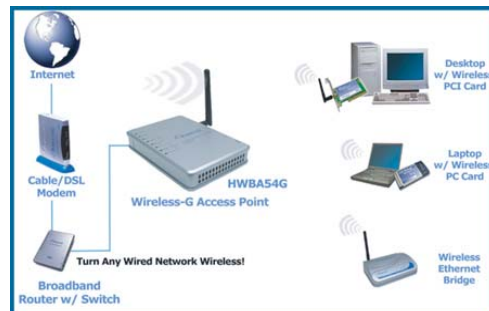 Internet
Cable/DSL
Modem
Broadband
Router w/ Switch
Turn Any Wired Network Wireless!
HWBA54G
Wireless-G Access Point
Desktop
w/ Wireless
PCI Card
Laptop
w/ Wireless
PC Card
Wireless
Ethernet
Bridge